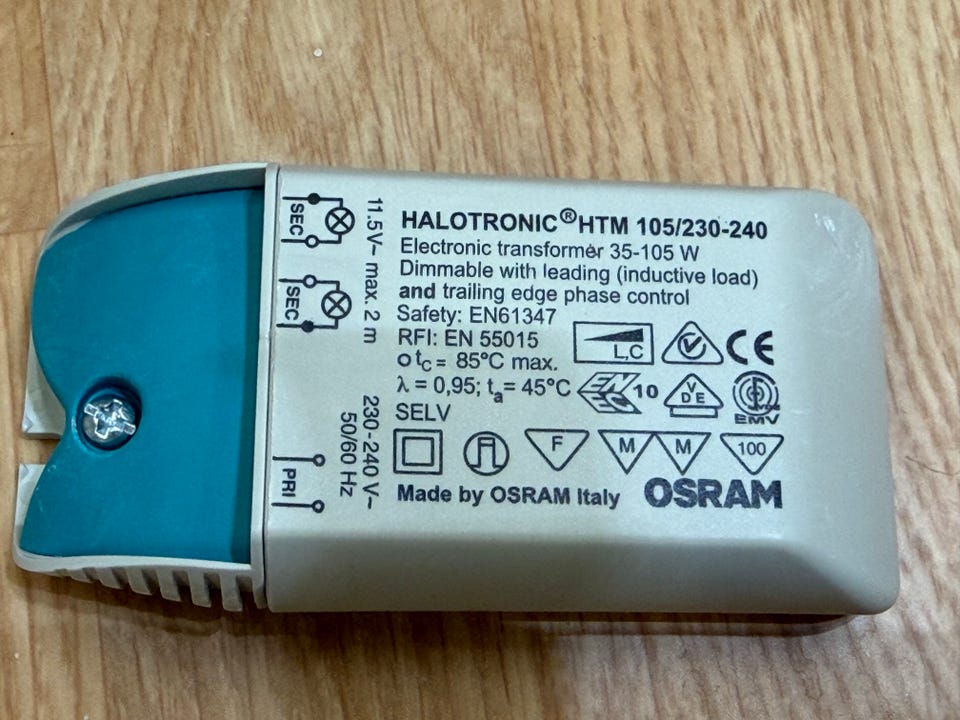 HALOTRONIC® HTM 105/230-240
Electronic transformer 35-105 W
Dimmable with leading (inductive load)
and trailing edge phase control
Safety: EN61347
RFI: EN 55015
tc = 85°C max.
λ = 0,95; ta = 45°C
SELV
L,C
CE
10
VDE
VDE
EMV
F
M
M
100
Made by OSRAM Italy
OSRAM
SEC
SEC
11.5V~ max. 2 m
PRI
230-240 V~
50/60 Hz